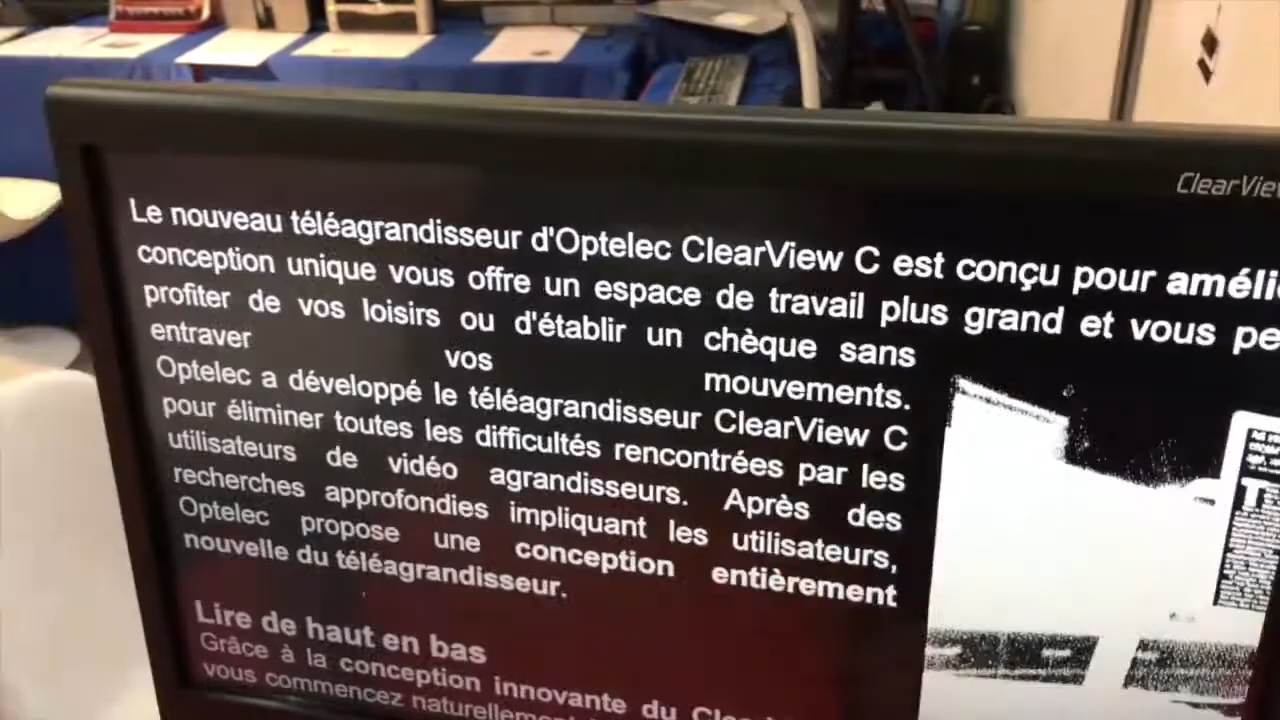 ClearVie
Le nouveau téléagrandisseur d'Optelec ClearView C est conçu pour amélio
conception unique vous offre un espace de travail plus grand et vous pe
profiter de vos loisirs ou d'établir un chèque sans
entraver vos mouvements.
Optelec a développé le téléagrandisseur ClearView C
pour éliminer toutes les difficultés rencontrées par les
utilisateurs de vidéo agrandisseurs. Après des
recherches approfondies impliquant les utilisateurs,
Optelec propose une conception entièrement
nouvelle du téléagrandisseur.
Lire de haut en bas
Grâce à la conception innovante du
vous commencez